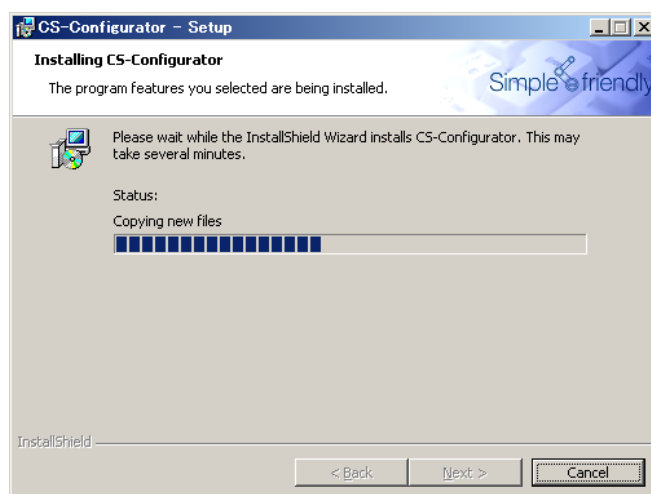 CS-Configurator - Setup
Installing CS-Configurator
The program features you selected are being installed.
Simple & friendly
Please wait while the InstallShield Wizard installs CS-Configurator. This may
take several minutes.
Status:
Copying new files
InstallShield
< Back
Next >
Cancel